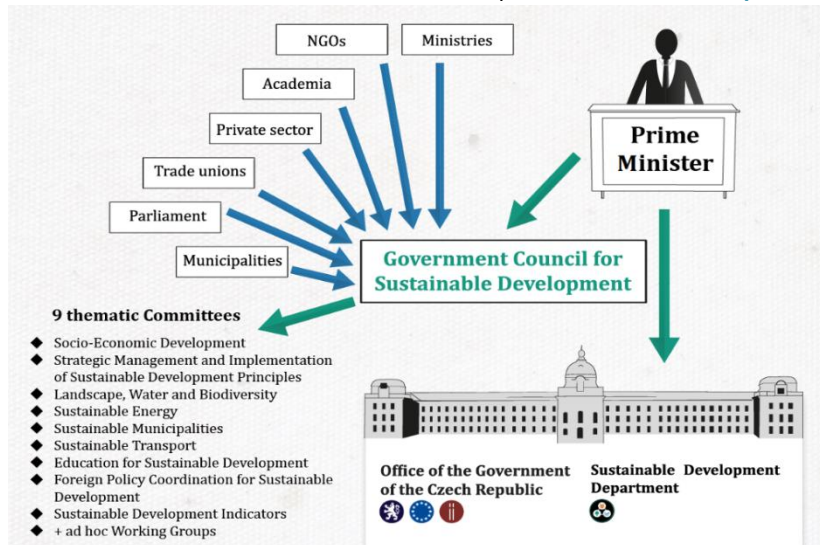 NGOs
Ministries
Academia
Private sector
Trade unions
Parliament
Municipalities
Prime
Minister
Government Council for
Sustainable Development
9 thematic Committees
◆ Socio-Economic Development
◆ Strategic Management and Implementation
of Sustainable Development Principles
◆ Landscape, Water and Biodiversity
◆ Sustainable Energy
◆ Sustainable Municipalities
◆ Sustainable Transport
◆ Education for Sustainable Development
◆ Foreign Policy Coordination for Sustainable
Development
◆ Sustainable Development Indicators
◆ + ad hoc Working Groups
Office of the Government
of the Czech Republic
Sustainable Development
Department